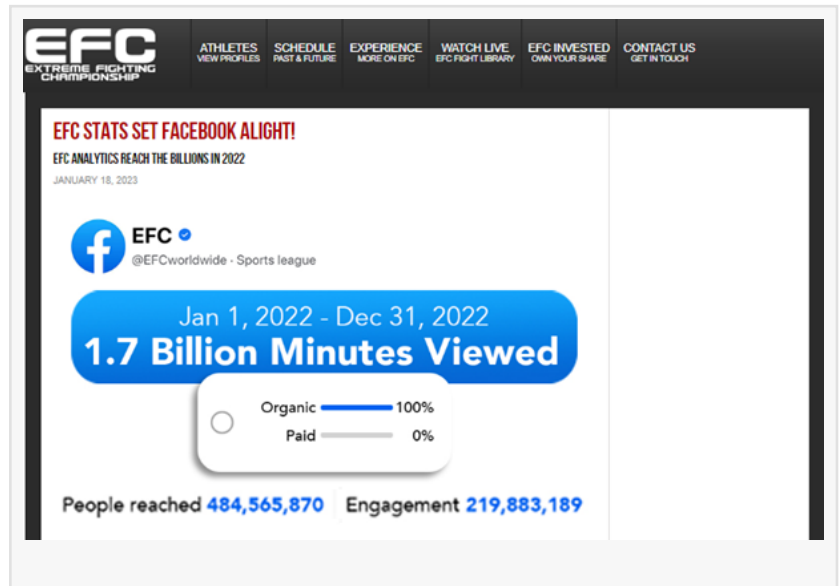 EFC
EXTREME FIGHTING
CHAMPIONSHIP
ATHLETES SCHEDULE EXPERIENCE WATCH LIVE EFC INVESTED CONTACT US
VIEW PROFILES PAST & FUTURE MORE ON EFC EFC FIGHT LIBRARY OWN YOUR SHARE GET IN TOUCH
EFC STATS SET FACEBOOK ALIGHT!
EFC ANALYTICS REACH THE BILLIONS IN 2022
JANUARY 18, 2023
EFC
@EFCworldwide · Sports league
Jan 1, 2022 - Dec 31, 2022
1.7 Billion Minutes Viewed
Organic 100%
Paid 0%
People reached 484,565,870 Engagement 219,883,189